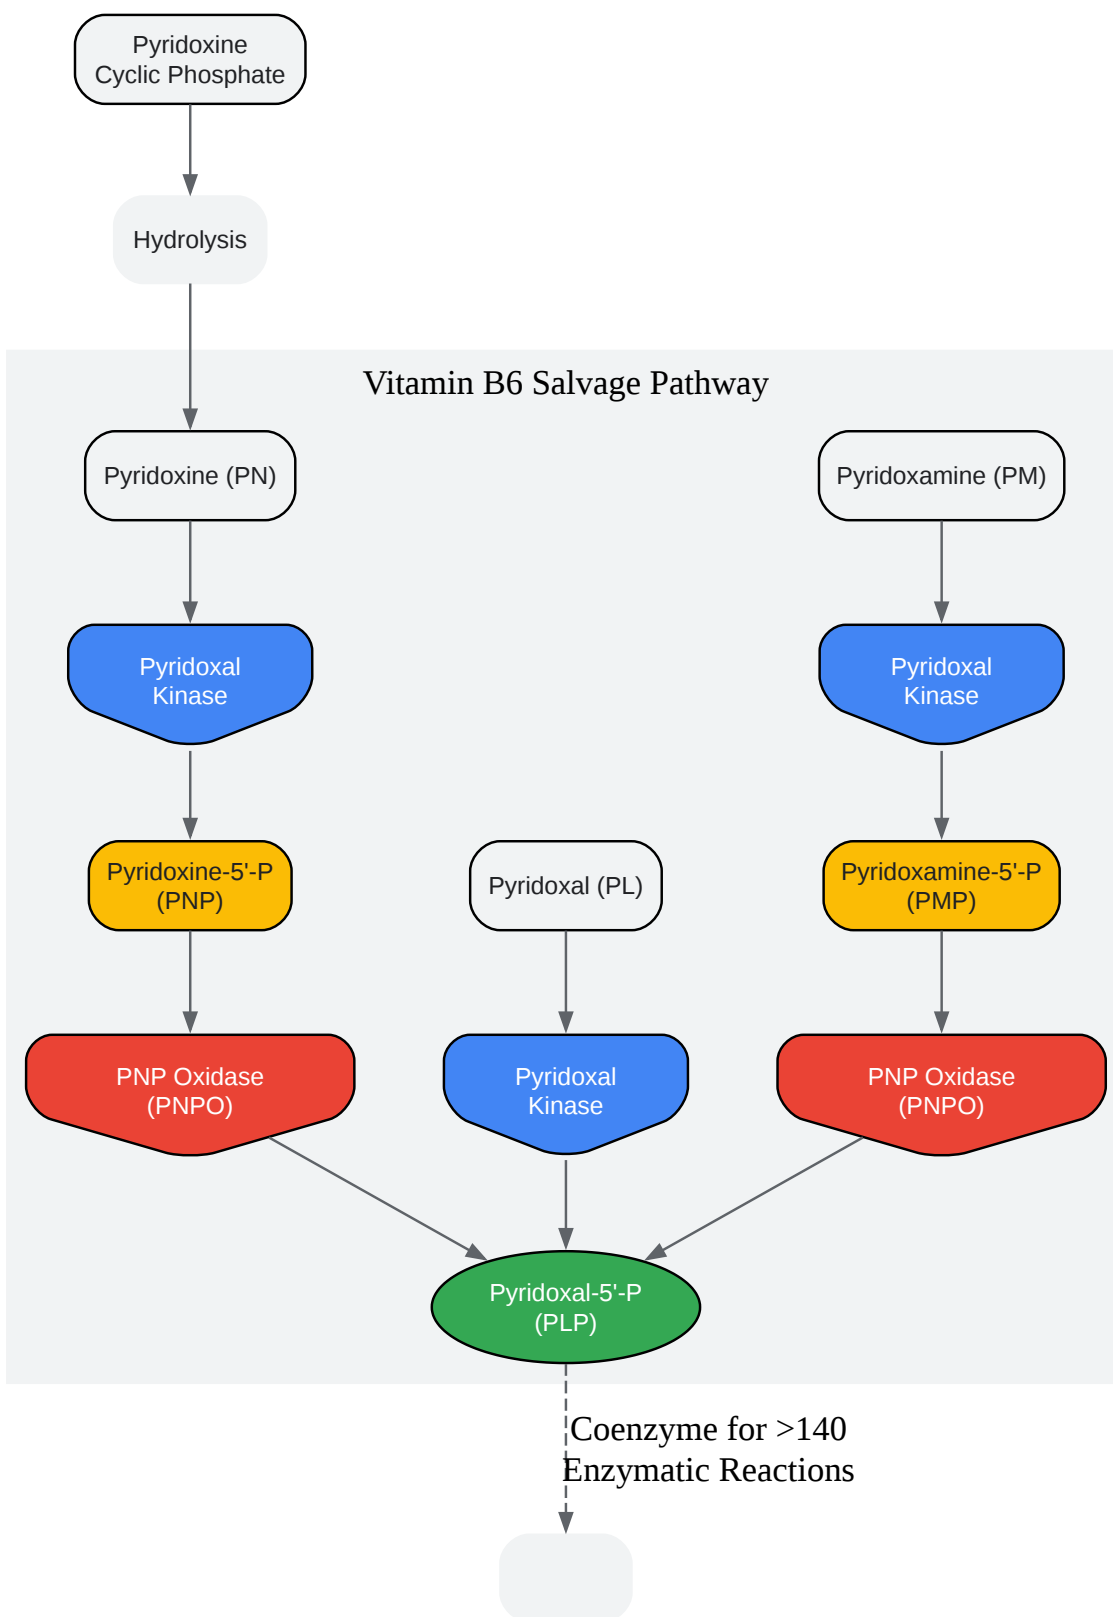 Pyridoxine
Cyclic Phosphate
Hydrolysis
Vitamin B6 Salvage Pathway
Pyridoxine (PN)
Pyridoxamine (PM)
Pyridoxal
Kinase
Pyridoxal
Kinase
Pyridoxine-5'-P
(PNP)
Pyridoxal (PL)
Pyridoxamine-5'-P
(PMP)
PNP Oxidase
(PNPO)
Pyridoxal
Kinase
PNP Oxidase
(PNPO)
Pyridoxal-5'-P
(PLP)
Coenzyme for >140
Enzymatic Reactions